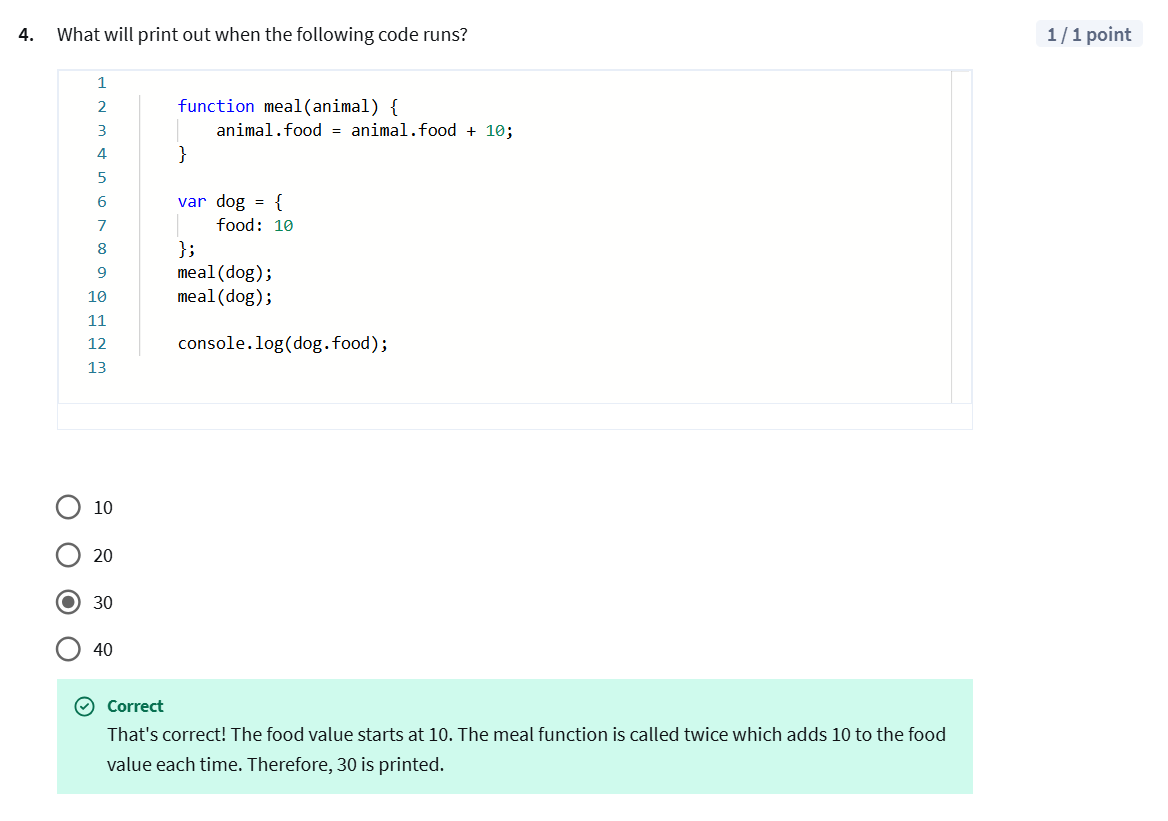 4. What will print out when the following code runs?
1 / 1 point
1
2 function meal(animal) {
3 animal.food = animal.food + 10;
4 }
5
6 var dog = {
7 food: 10
8 };
9 meal(dog);
10 meal(dog);
11
12 console.log(dog.food);
13
10
20
30
40
Correct
That's correct! The food value starts at 10. The meal function is called twice which adds 10 to the food
value each time. Therefore, 30 is printed.